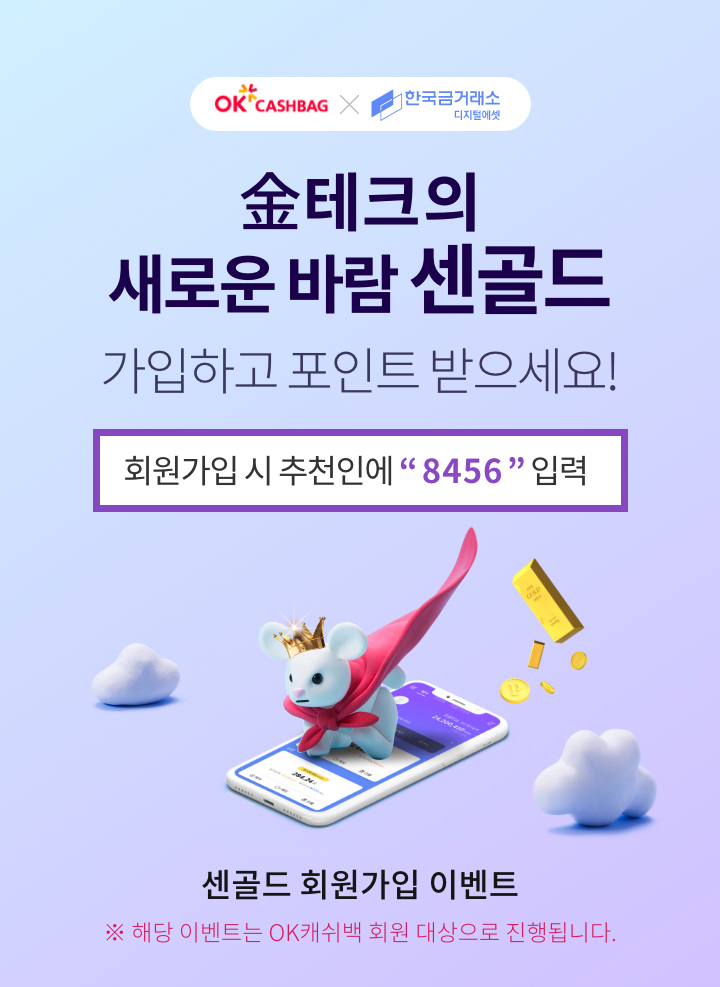 OK CASHBAG × 한국금거래소
디지털에셋
金테크의
새로운 바람 센골드
가입하고 포인트 받으세요!
회원가입 시 추천인에 “ 8456 ” 입력
GOLD
센골드 회원가입 이벤트
※ 해당 이벤트는 OK캐쉬백 회원 대상으로 진행됩니다.